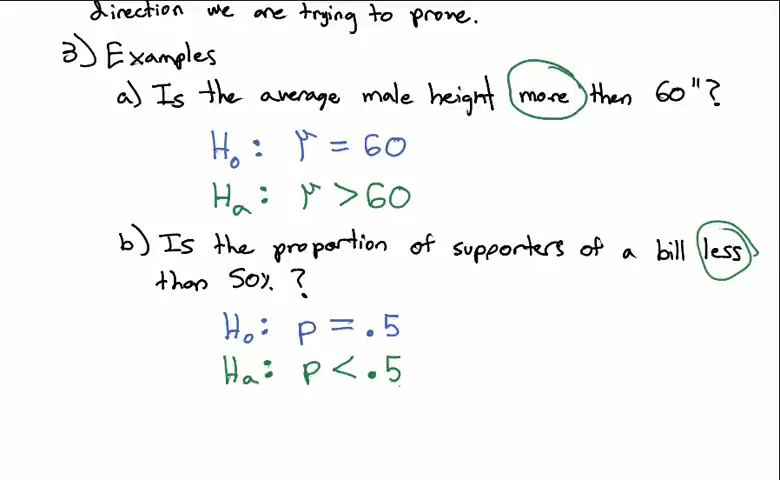 direction we are trying to prove.
3) Examples
a) Is the average male height more then 60"?
H₀: μ = 60
Hₐ: μ > 60
b) Is the proportion of supporters of a bill less
than 50% ?
H₀: p = .5
Hₐ: p < .5